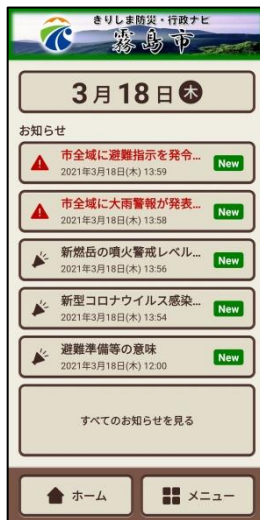 きりしま防災・行政ナビ
霧島市
3月18日木
お知らせ
市全域に避難指示を発令...
2021年3月18日(木) 13:59
New
市全域に大雨警報が発表...
2021年3月18日(木) 13:58
New
新燃岳の噴火警戒レベル...
2021年3月18日(木) 13:56
New
新型コロナウイルス感染...
2021年3月18日(木) 13:54
New
避難準備等の意味
2021年3月18日(木) 12:00
New
すべてのお知らせを見る
ホーム
メニュー